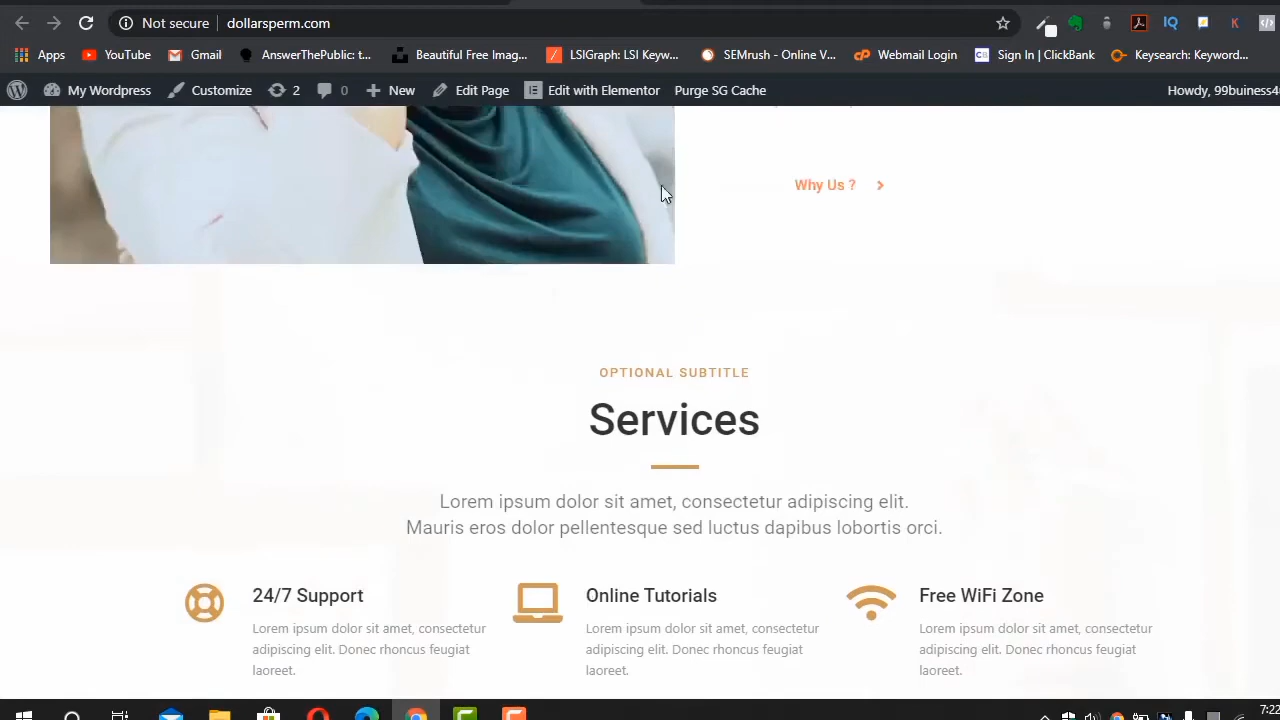 Not secure dollarsperm.com
Apps YouTube Gmail AnswerThePublic: t... Beautiful Free Imag... LSIGraph: LSI Keyw... SEMrush - Online V... Webmail Login Sign In | ClickBank Keysearch: Keyword...
My Wordpress Customize 2 0 New Edit Page Edit with Elementor Purge SG Cache Howdy, 99buiness4
Why Us ?
OPTIONAL SUBTITLE
Services
Lorem ipsum dolor sit amet, consectetur adipiscing elit.
Mauris eros dolor pellentesque sed luctus dapibus lobortis orci.
24/7 Support
Lorem ipsum dolor sit amet, consectetur
adipiscing elit. Donec rhoncus feugiat
laoreet.
Online Tutorials
Lorem ipsum dolor sit amet, consectetur
adipiscing elit. Donec rhoncus feugiat
laoreet.
Free WiFi Zone
Lorem ipsum dolor sit amet, consectetur
adipiscing elit. Donec rhoncus feugiat
laoreet.
7:22